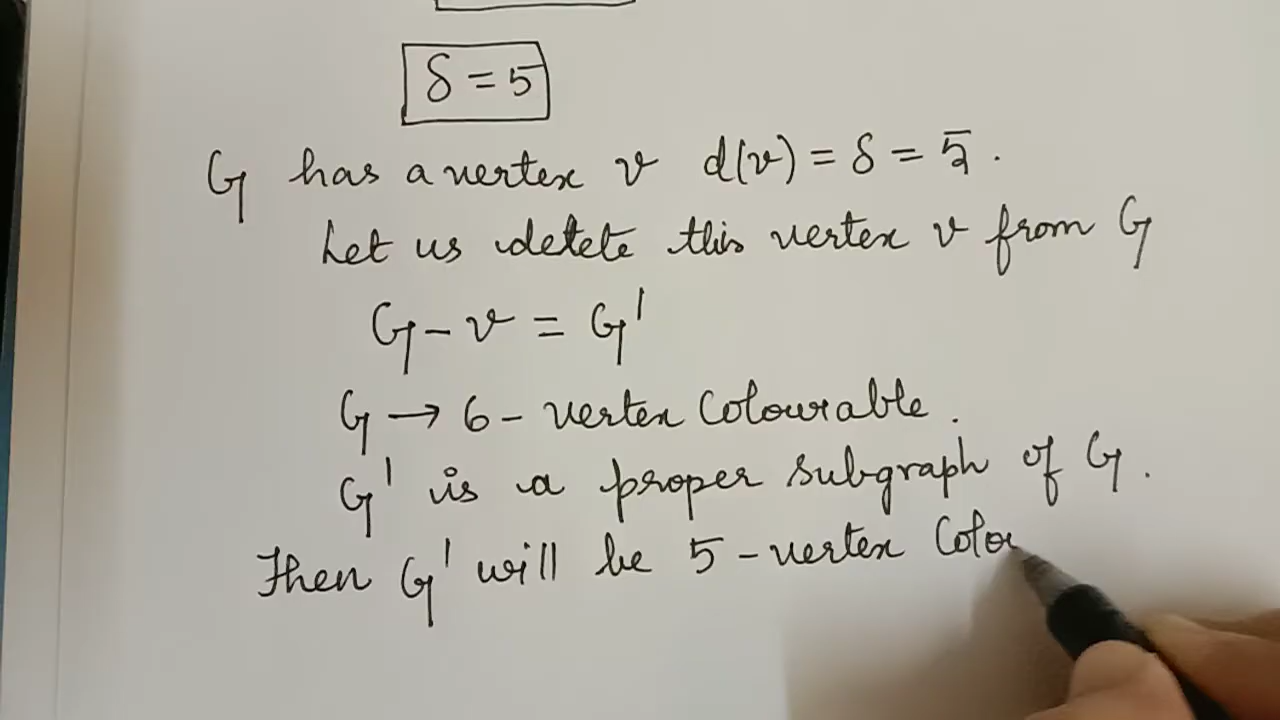 δ = 5
G has a vertex v d(v) = δ = 5.
Let us delete this vertex v from G
G - v = G'
G → 6 - vertex Colourable.
G' is a proper subgraph of G.
Then G' will be 5 - vertex Colou